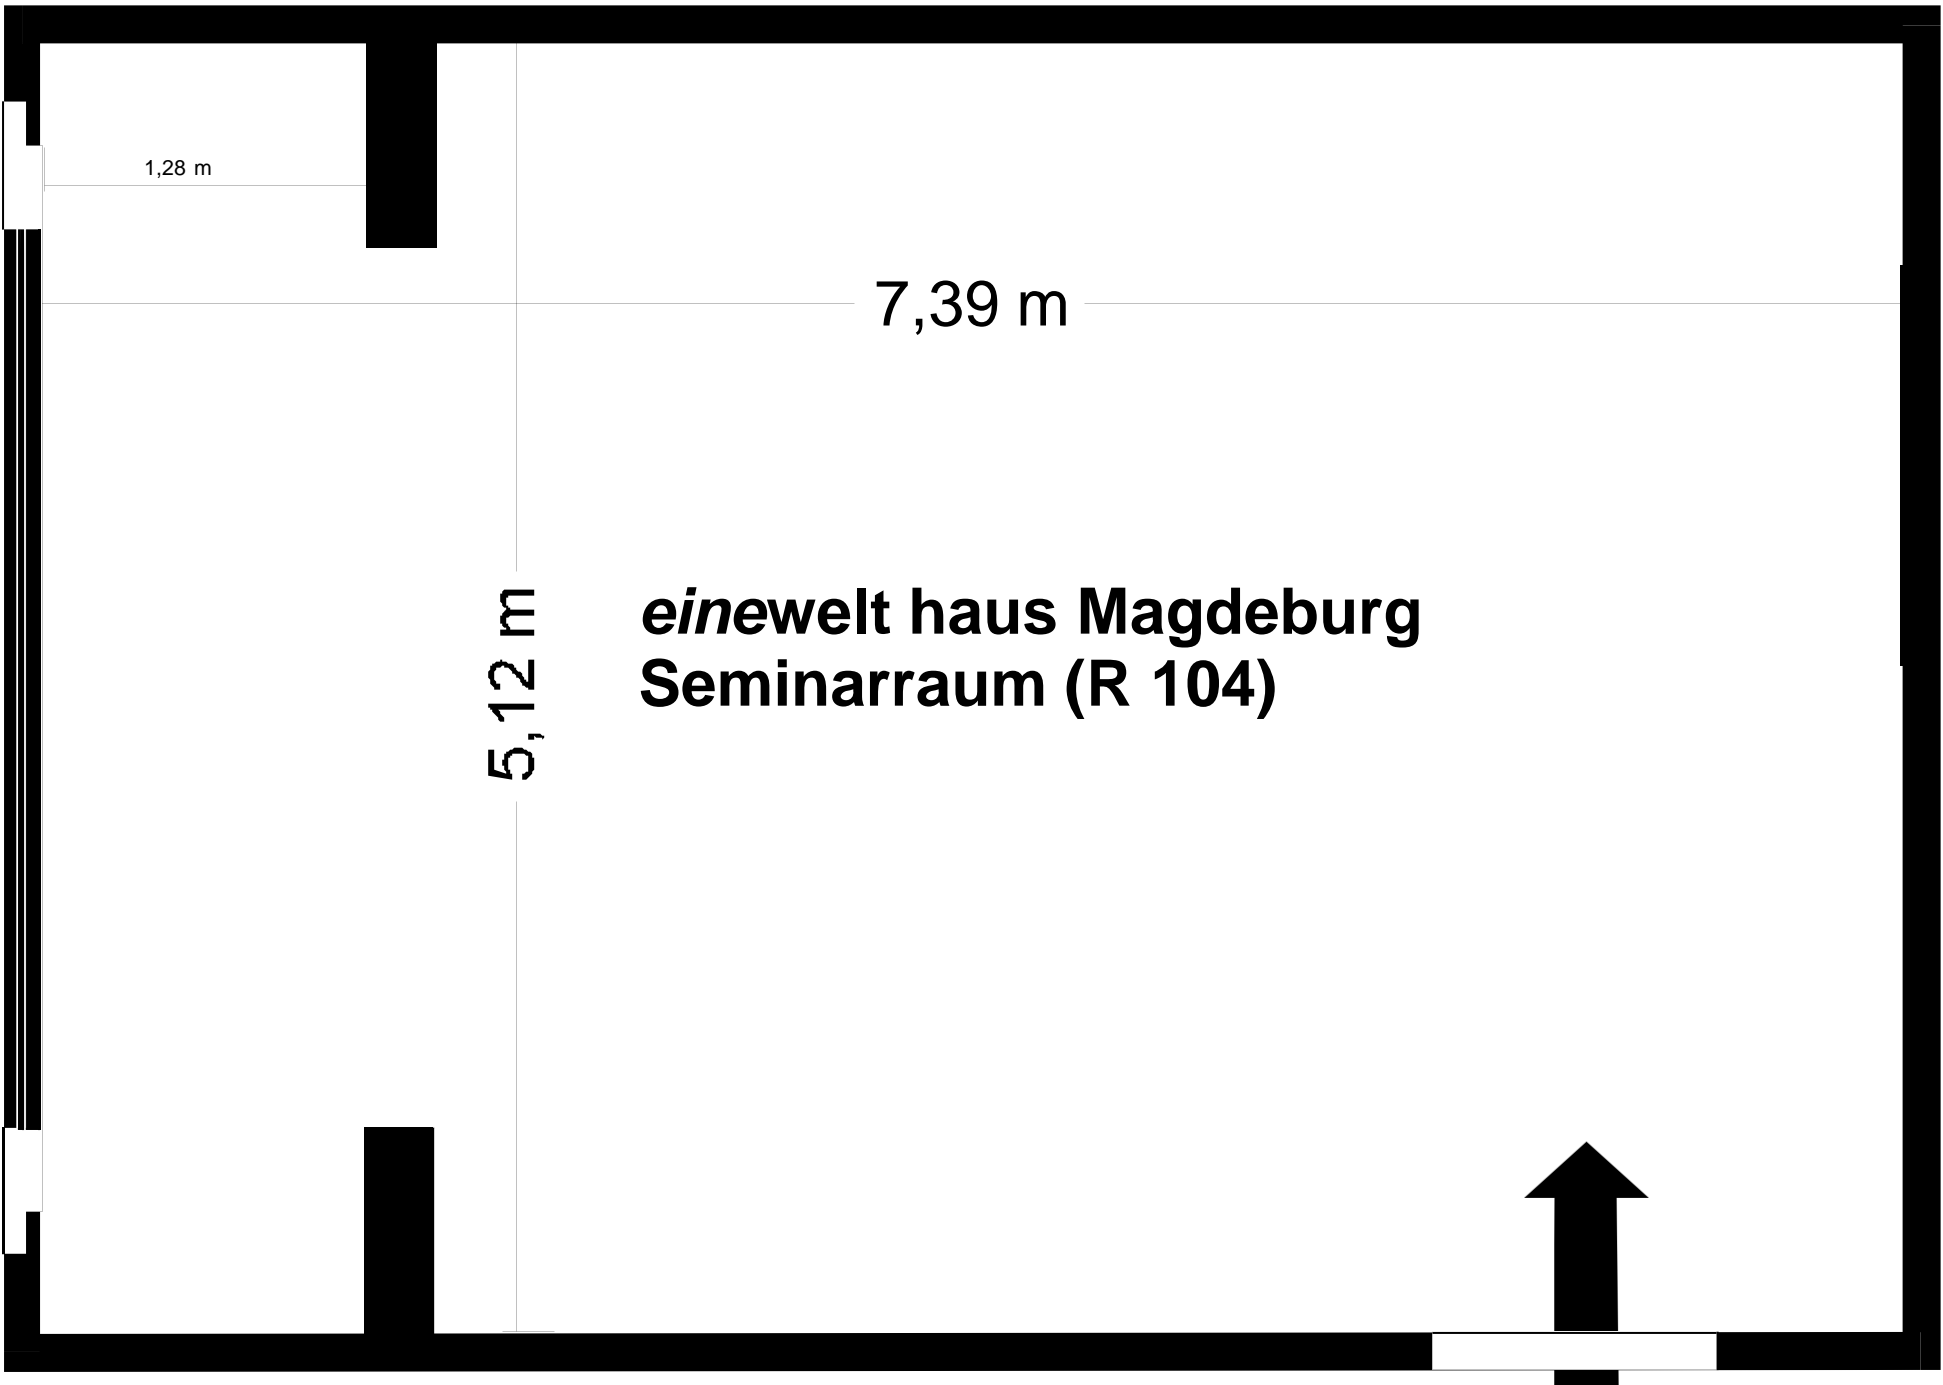 1,28 m
7,39 m
5,12 m
einewelt haus Magdeburg
Seminarraum (R 104)